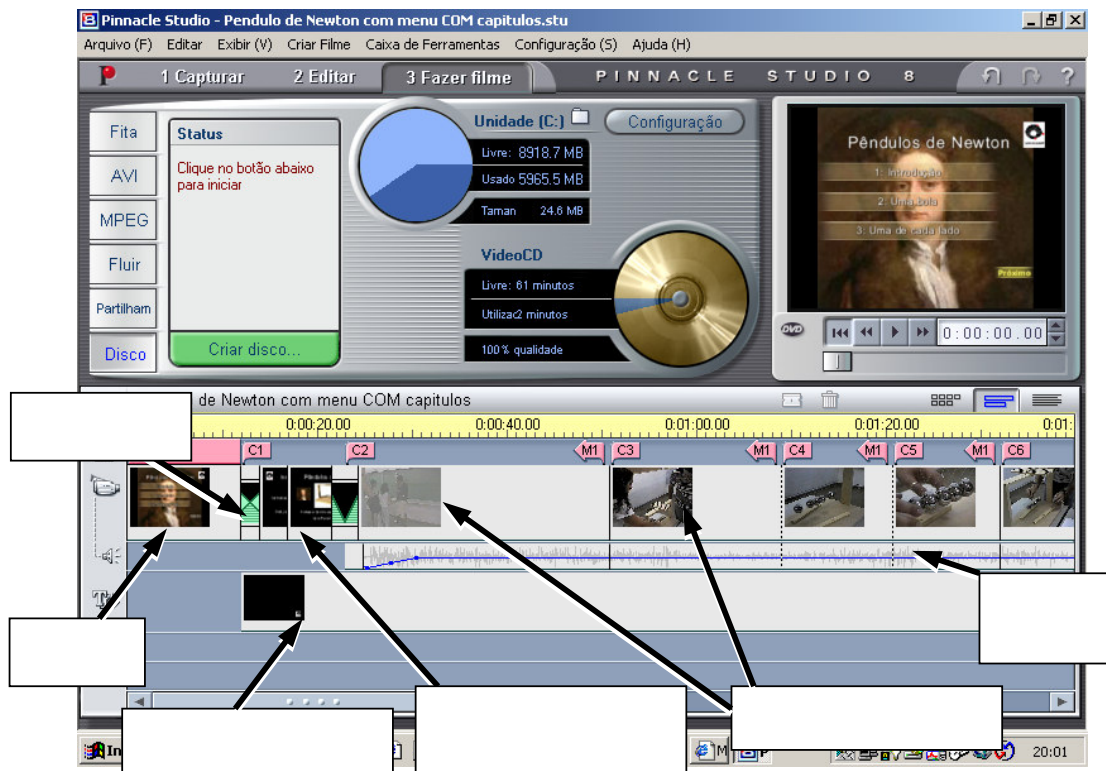 Pinnacle Studio - Pendulo de Newton com menu COM capitulos.stu
Arquivo (F) Editar Exibir (V) Criar Filme Caixa de Ferramentas Configuração (S) Ajuda (H)
1 Capturar 2 Editar 3 Fazer filme PINNACLE STUDIO 8 ?
Fita
AVI
MPEG
Fluir
Partilham
Disco
Status
Clique no botão abaixo
para iniciar
Criar disco...
Unidade (C:) Configuração
Livre: 8918.7 MB
Usado 5965.5 MB
Taman 24.6 MB
VideoCD
Livre: 61 minutos
Utilizac2 minutos
100% qualidade
Pêndulos de Newton
1: Introdução
2: Uma bola
3: Uma de cada lado
Próximo
DVD
0:00:00.00
de Newton com menu COM capitulos
0:00:20.00 0:00:40.00 0:01:00.00 0:01:20.00 0:01:
C1 C2 M1 C3 M1 C4 M1 C5 M1 C6
In M P 20:01